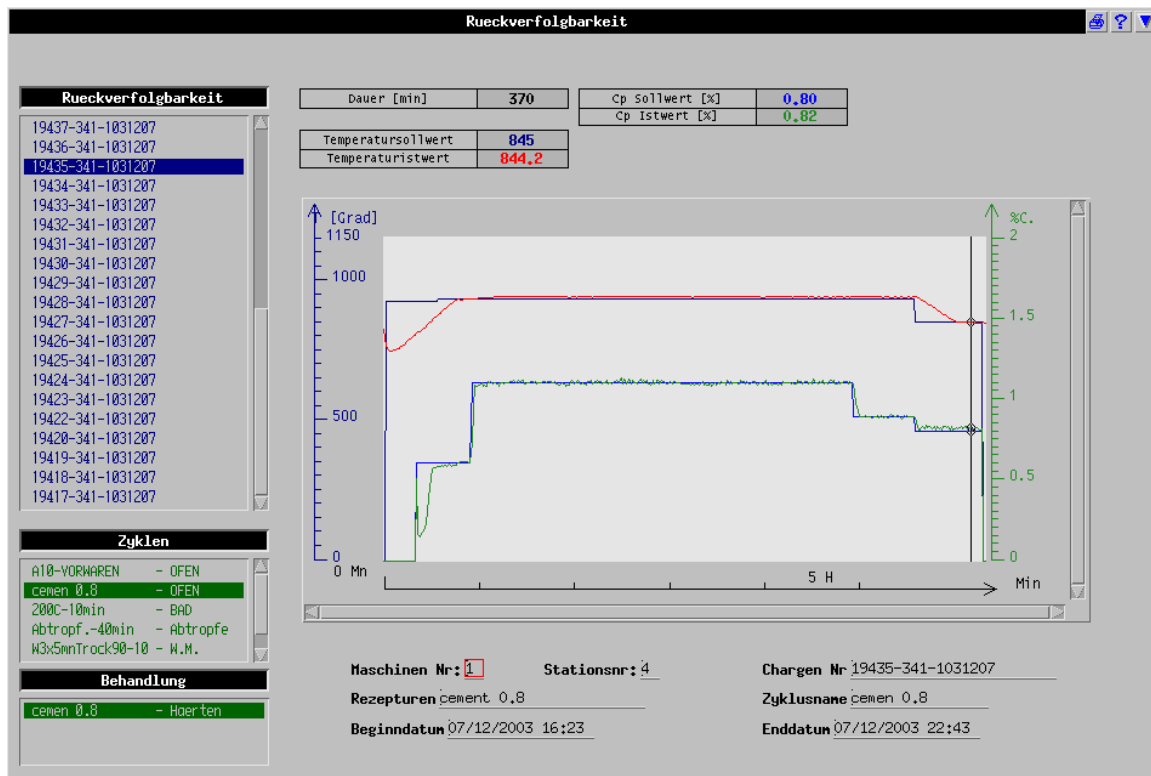 Rueckverfolgbarkeit
?
Rueckverfolgbarkeit
19437-341-1031207
19436-341-1031207
19435-341-1031207
19434-341-1031207
19433-341-1031207
19432-341-1031207
19431-341-1031207
19430-341-1031207
19429-341-1031207
19428-341-1031207
19427-341-1031207
19426-341-1031207
19425-341-1031207
19424-341-1031207
19423-341-1031207
19422-341-1031207
19420-341-1031207
19419-341-1031207
19418-341-1031207
19417-341-1031207
Zyklen
A10-VORWAREN - OFEN
cemen 0.8 - OFEN
200C-10min - BAD
Abtropf.-40min - Abtropfe
W3x5mnTrock90-10 - W.M.
Behandlung
cemen 0.8 - Haerten
Dauer [min] 370
Cp Sollwert [%] 0.80
Cp Istwert [%] 0.82
Temperatursollwert 845
Temperaturistwert 844.2
[Grad]
1150
1000
500
0
%C.
2
1.5
1
0.5
0
0 Mn
5 H
Min
Maschinen Nr: 1 Stationsnr: 4 Chargen Nr 19435-341-1031207
Rezepturen cement 0.8 Zyklusname cemen 0.8
Beginndatum 07/12/2003 16:23 Enddatum 07/12/2003 22:43